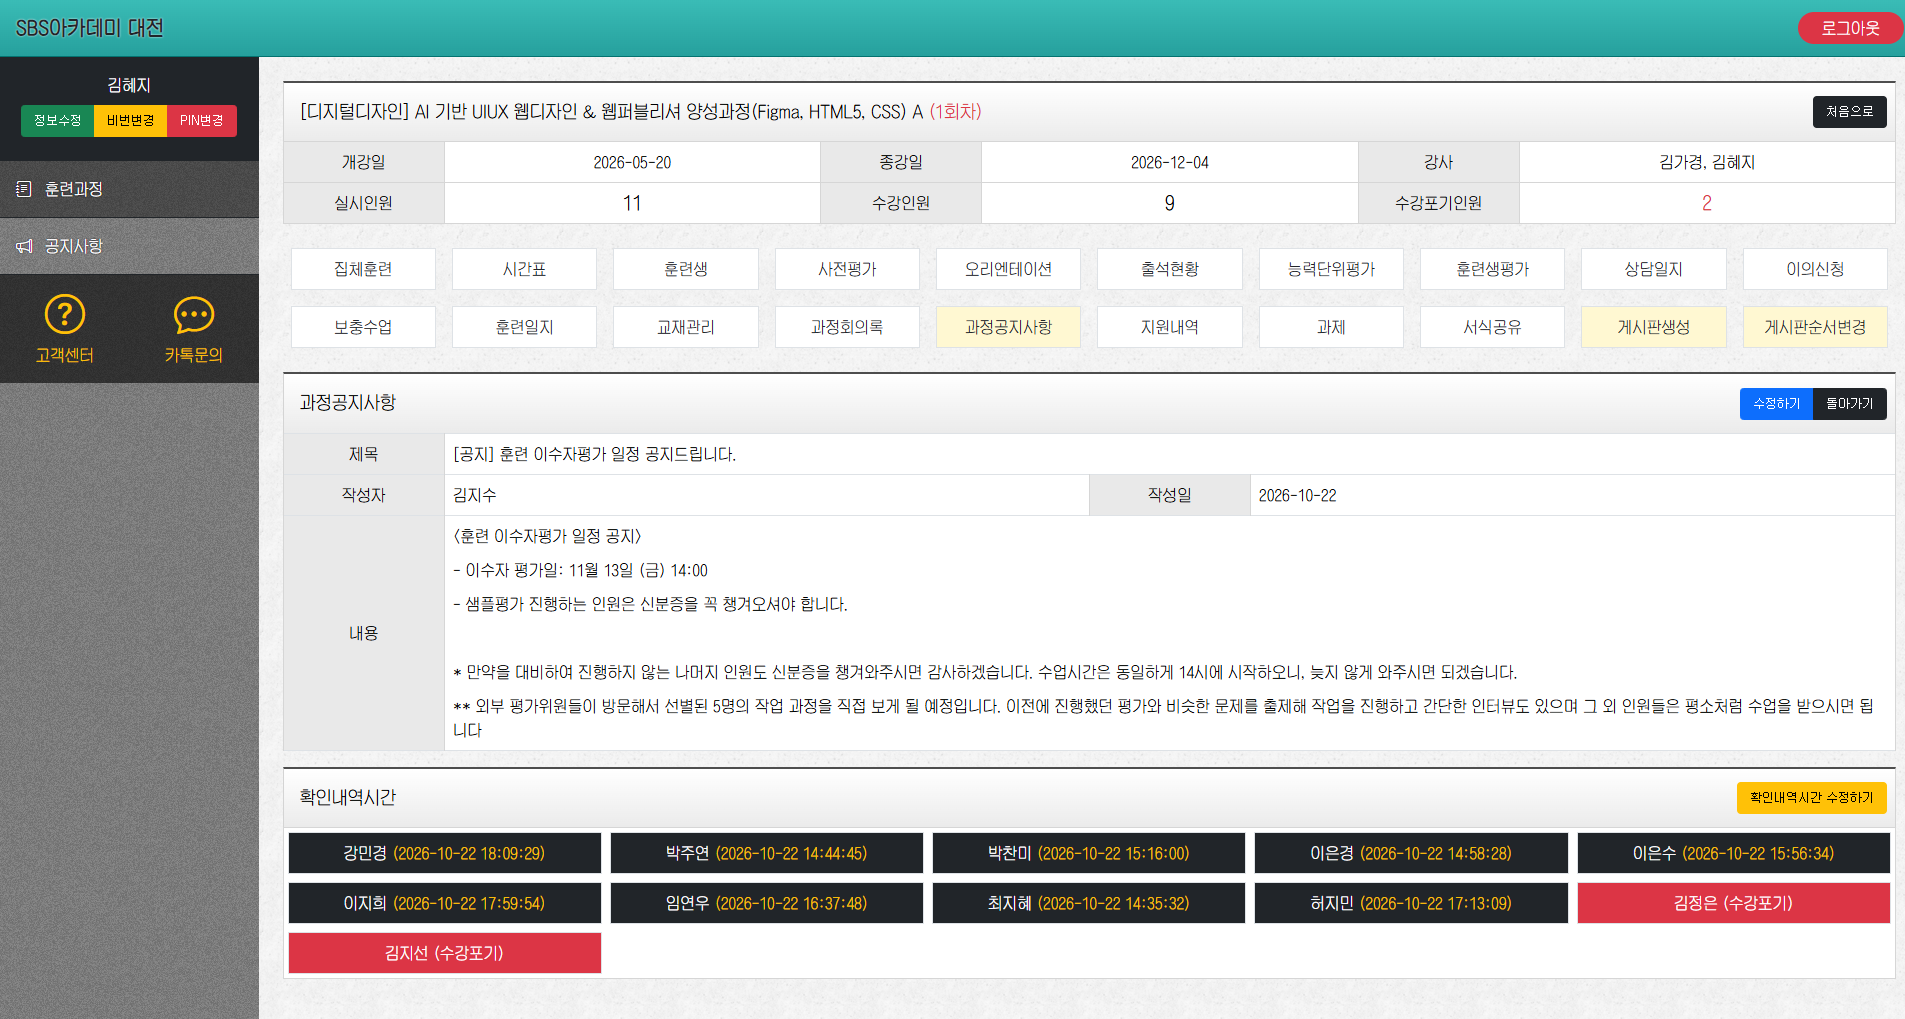 SBS아카데미 대전
로그아웃
김혜지
정보수정 비번변경 PIN변경
훈련과정
공지사항
고객센터 카톡문의
[디지털디자인] AI 기반 UIUX 웹디자인 & 웹퍼블리셔 양성과정(Figma, HTML5, CSS) A (1회차)
처음으로
개강일 2026-05-20 종강일 2026-12-04 강사 김가경, 김혜지
실시인원 11 수강인원 9 수강포기인원 2
집체훈련 시간표 훈련생 사전평가 오리엔테이션 출석현황 능력단위평가 훈련생평가 상담일지 이의신청
보충수업 훈련일지 교재관리 과정회의록 과정공지사항 지원내역 과제 서식공유 게시판생성 게시판순서변경
과정공지사항
수정하기 돌아가기
제목 [공지] 훈련 이수자평가 일정 공지드립니다.
작성자 김지수 작성일 2026-10-22
내용
<훈련 이수자평가 일정 공지>
- 이수자 평가일: 11월 13일 (금) 14:00
- 샘플평가 진행하는 인원은 신분증을 꼭 챙겨오셔야 합니다.
* 만약을 대비하여 진행하지 않는 나머지 인원도 신분증을 챙겨와주시면 감사하겠습니다. 수업시간은 동일하게 14시에 시작하오니, 늦지 않게 와주시면 되겠습니다.
** 외부 평가위원들이 방문해서 선별된 5명의 작업 과정을 직접 보게 될 예정입니다. 이전에 진행했던 평가와 비슷한 문제를 출제해 작업을 진행하고 간단한 인터뷰도 있으며 그 외 인원들은 평소처럼 수업을 받으시면 됩
니다
확인내역시간
확인내역시간 수정하기
강민경 (2026-10-22 18:09:29) 박주연 (2026-10-22 14:44:45) 박찬미 (2026-10-22 15:16:00) 이은경 (2026-10-22 14:58:28) 이은수 (2026-10-22 15:56:34)
이지희 (2026-10-22 17:59:54) 임연우 (2026-10-22 16:37:48) 최지혜 (2026-10-22 14:35:32) 허지민 (2026-10-22 17:13:09) 김정은 (수강포기)
김지선 (수강포기)